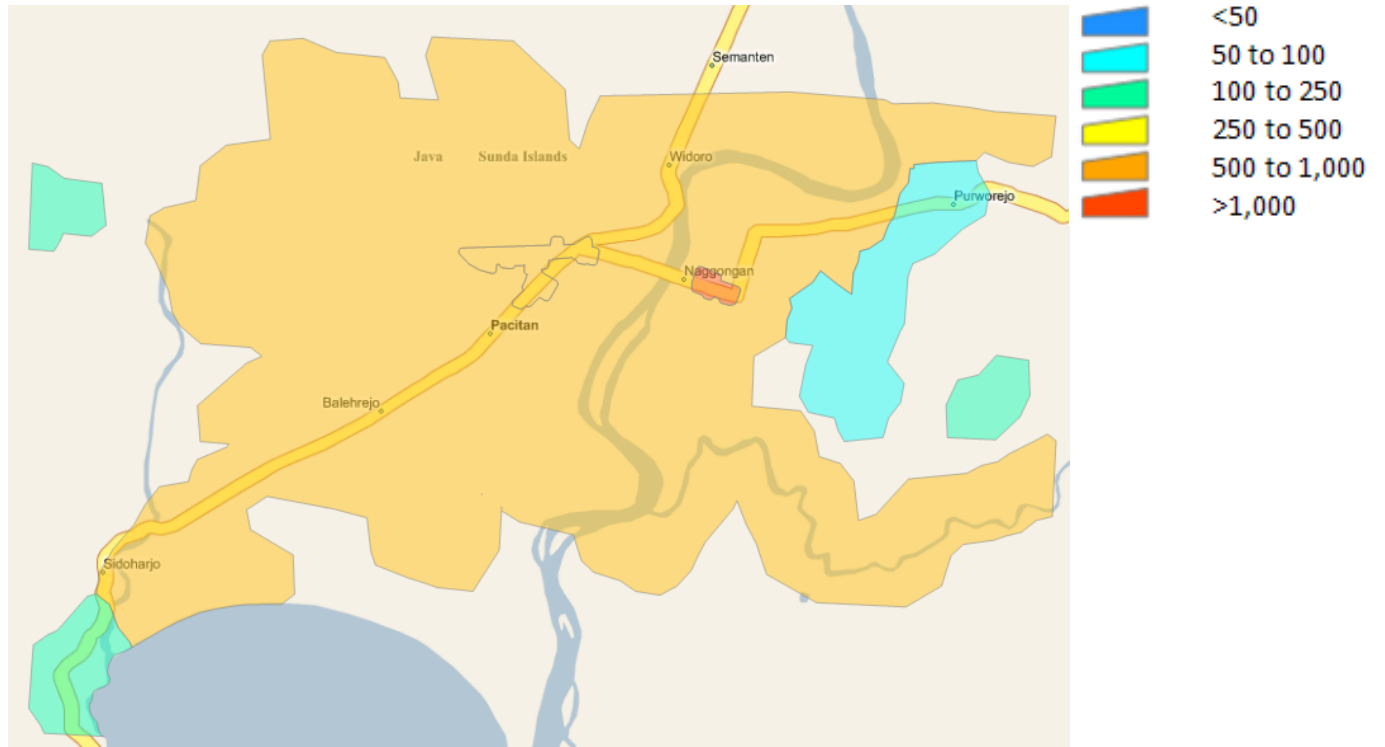 Semanten
Java Sunda Islands
Widoro
Purworejo
Naggongan
Pacitan
Balehrejo
Sidoharjo
<50
50 to 100
100 to 250
250 to 500
500 to 1,000
>1,000